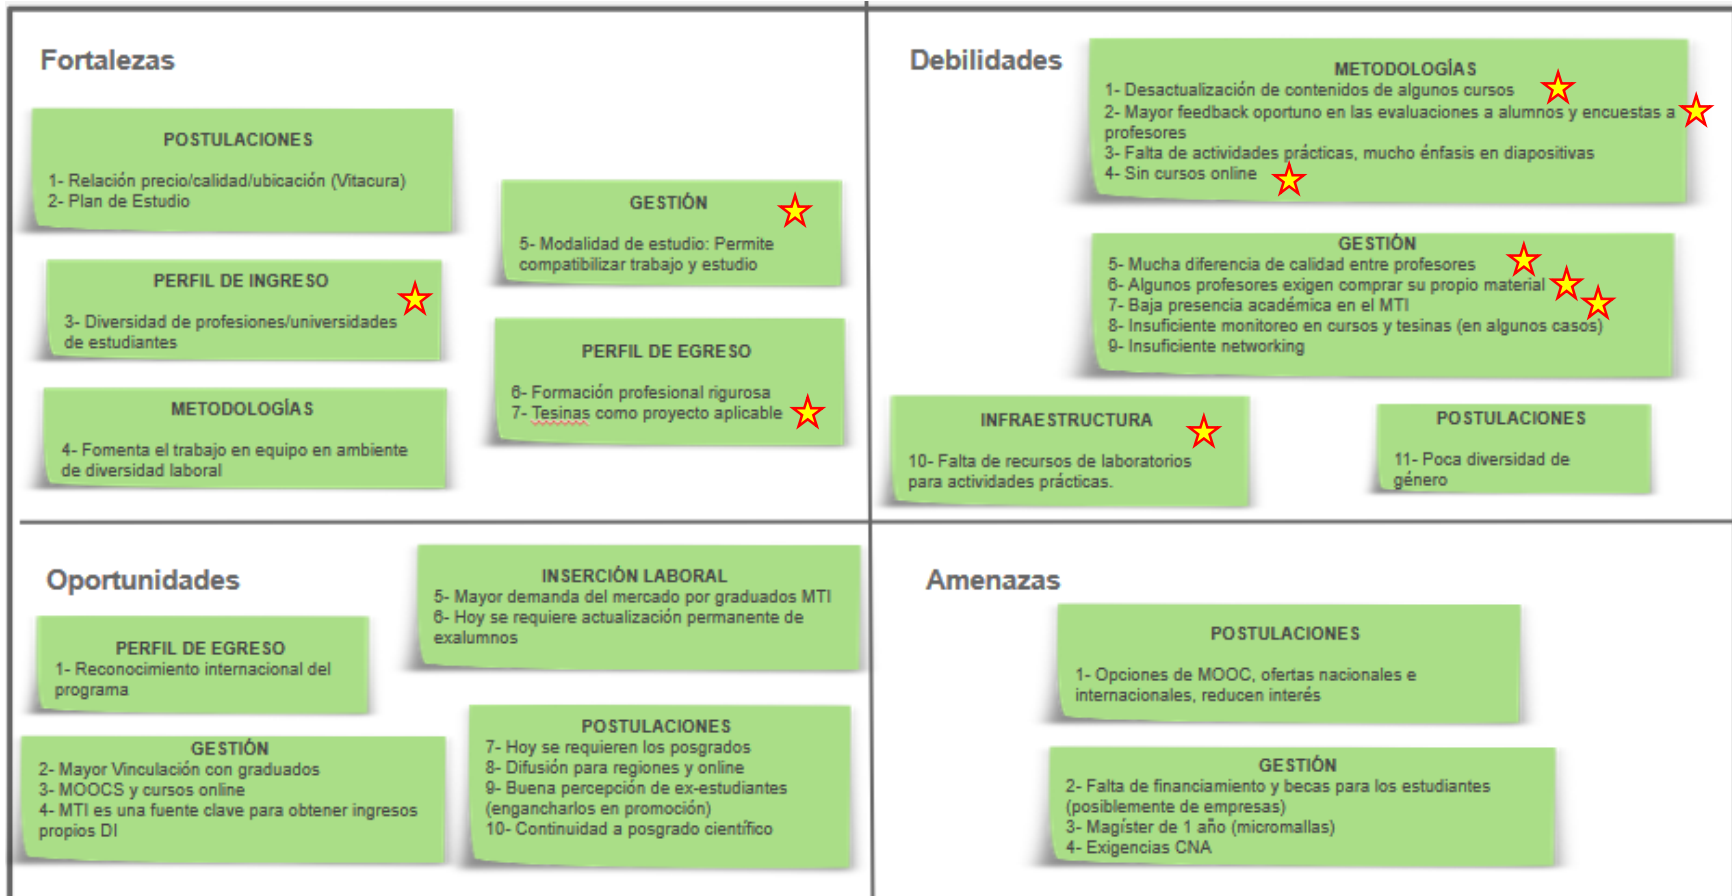 Fortalezas
POSTULACIONES
1- Relación precio/calidad/ubicación (Vitacura)
2- Plan de Estudio
PERFIL DE INGRESO
3- Diversidad de profesiones/universidades
de estudiantes
METODOLOGÍAS
4- Fomenta el trabajo en equipo en ambiente
de diversidad laboral
GESTIÓN
5- Modalidad de estudio: Permite
compatibilizar trabajo y estudio
PERFIL DE EGRESO
6- Formación profesional rigurosa
7- Tesinas como proyecto aplicable
Debilidades
METODOLOGÍAS
1- Desactualización de contenidos de algunos cursos
2- Mayor feedback oportuno en las evaluaciones a alumnos y encuestas a
profesores
3- Falta de actividades prácticas, mucho énfasis en diapositivas
4- Sin cursos online
GESTIÓN
5- Mucha diferencia de calidad entre profesores
6- Algunos profesores exigen comprar su propio material
7- Baja presencia académica en el MTI
8- Insuficiente monitoreo en cursos y tesinas (en algunos casos)
9- Insuficiente networking
INFRAESTRUCTURA
10- Falta de recursos de laboratorios
para actividades prácticas.
POSTULACIONES
11- Poca diversidad de
género
Oportunidades
PERFIL DE EGRESO
1- Reconocimiento internacional del
programa
GESTIÓN
2- Mayor Vinculación con graduados
3- MOOCS y cursos online
4- MTI es una fuente clave para obtener ingresos
propios DI
INSERCIÓN LABORAL
5- Mayor demanda del mercado por graduados MTI
6- Hoy se requiere actualización permanente de
exalumnos
POSTULACIONES
7- Hoy se requieren los posgrados
8- Difusión para regiones y online
9- Buena percepción de ex-estudiantes
(engancharlos en promoción)
10- Continuidad a posgrado científico
Amenazas
POSTULACIONES
1- Opciones de MOOC, ofertas nacionales e
internacionales, reducen interés
GESTIÓN
2- Falta de financiamiento y becas para los estudiantes
(posiblemente de empresas)
3- Magíster de 1 año (micromallas)
4- Exigencias CNA